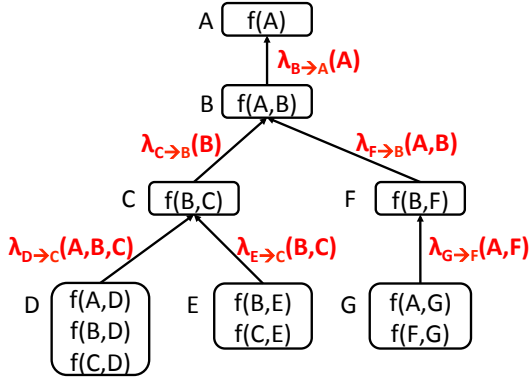 A f(A)
λB→A(A)
B f(A,B)
λC→B(B) λF→B(A,B)
C f(B,C) F f(B,F)
λD→C(A,B,C) λE→C(B,C) λG→F(A,F)
D f(A,D) E f(B,E) G f(A,G)
f(B,D) f(C,E) f(F,G)
f(C,D)